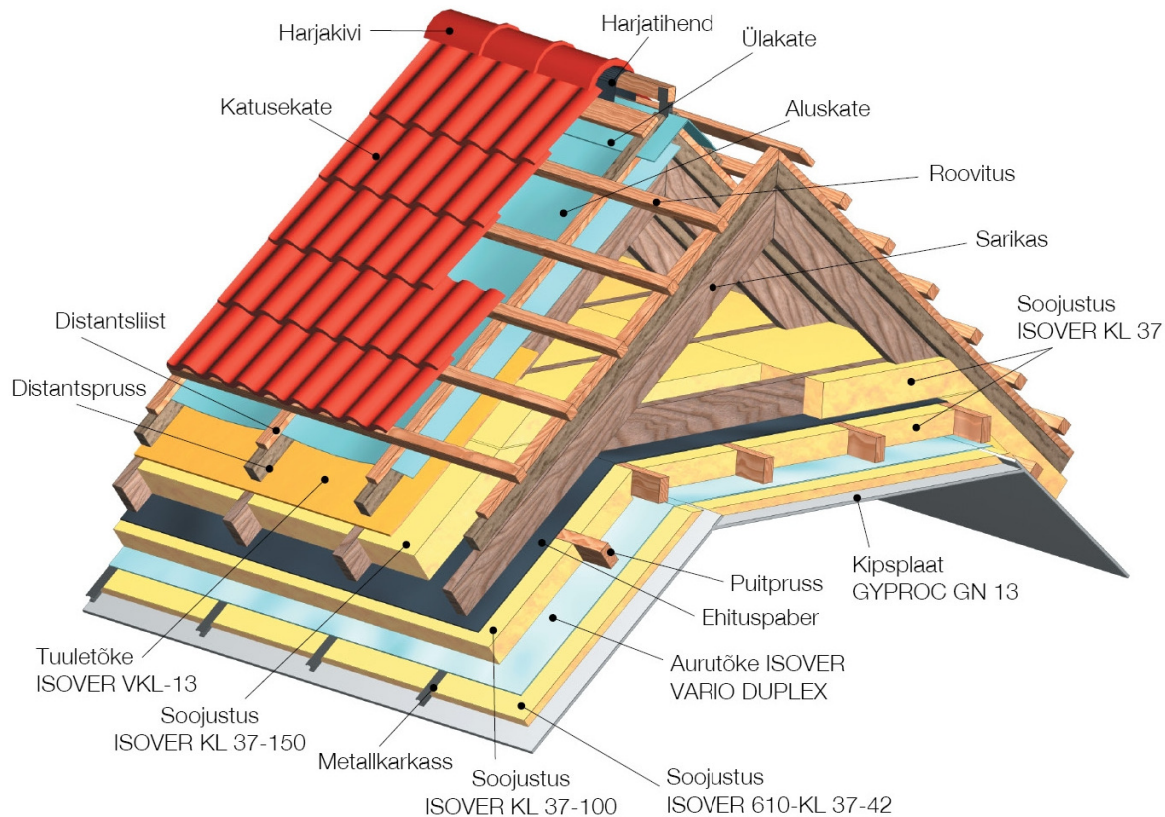 Harjakivi
Harjatihend
Ülakate
Katusekate
Aluskate
Roovitus
Sarikas
Soojustus
ISOVER KL 37
Distantsliist
Distantspruss
Kipsplaat
GYPROC GN 13
Puitpruss
Ehituspaber
Tuuletõke
ISOVER VKL-13
Aurutõke ISOVER
VARIO DUPLEX
Soojustus
ISOVER KL 37-150
Metallkarkass
Soojustus
ISOVER KL 37-100
Soojustus
ISOVER 610-KL 37-42